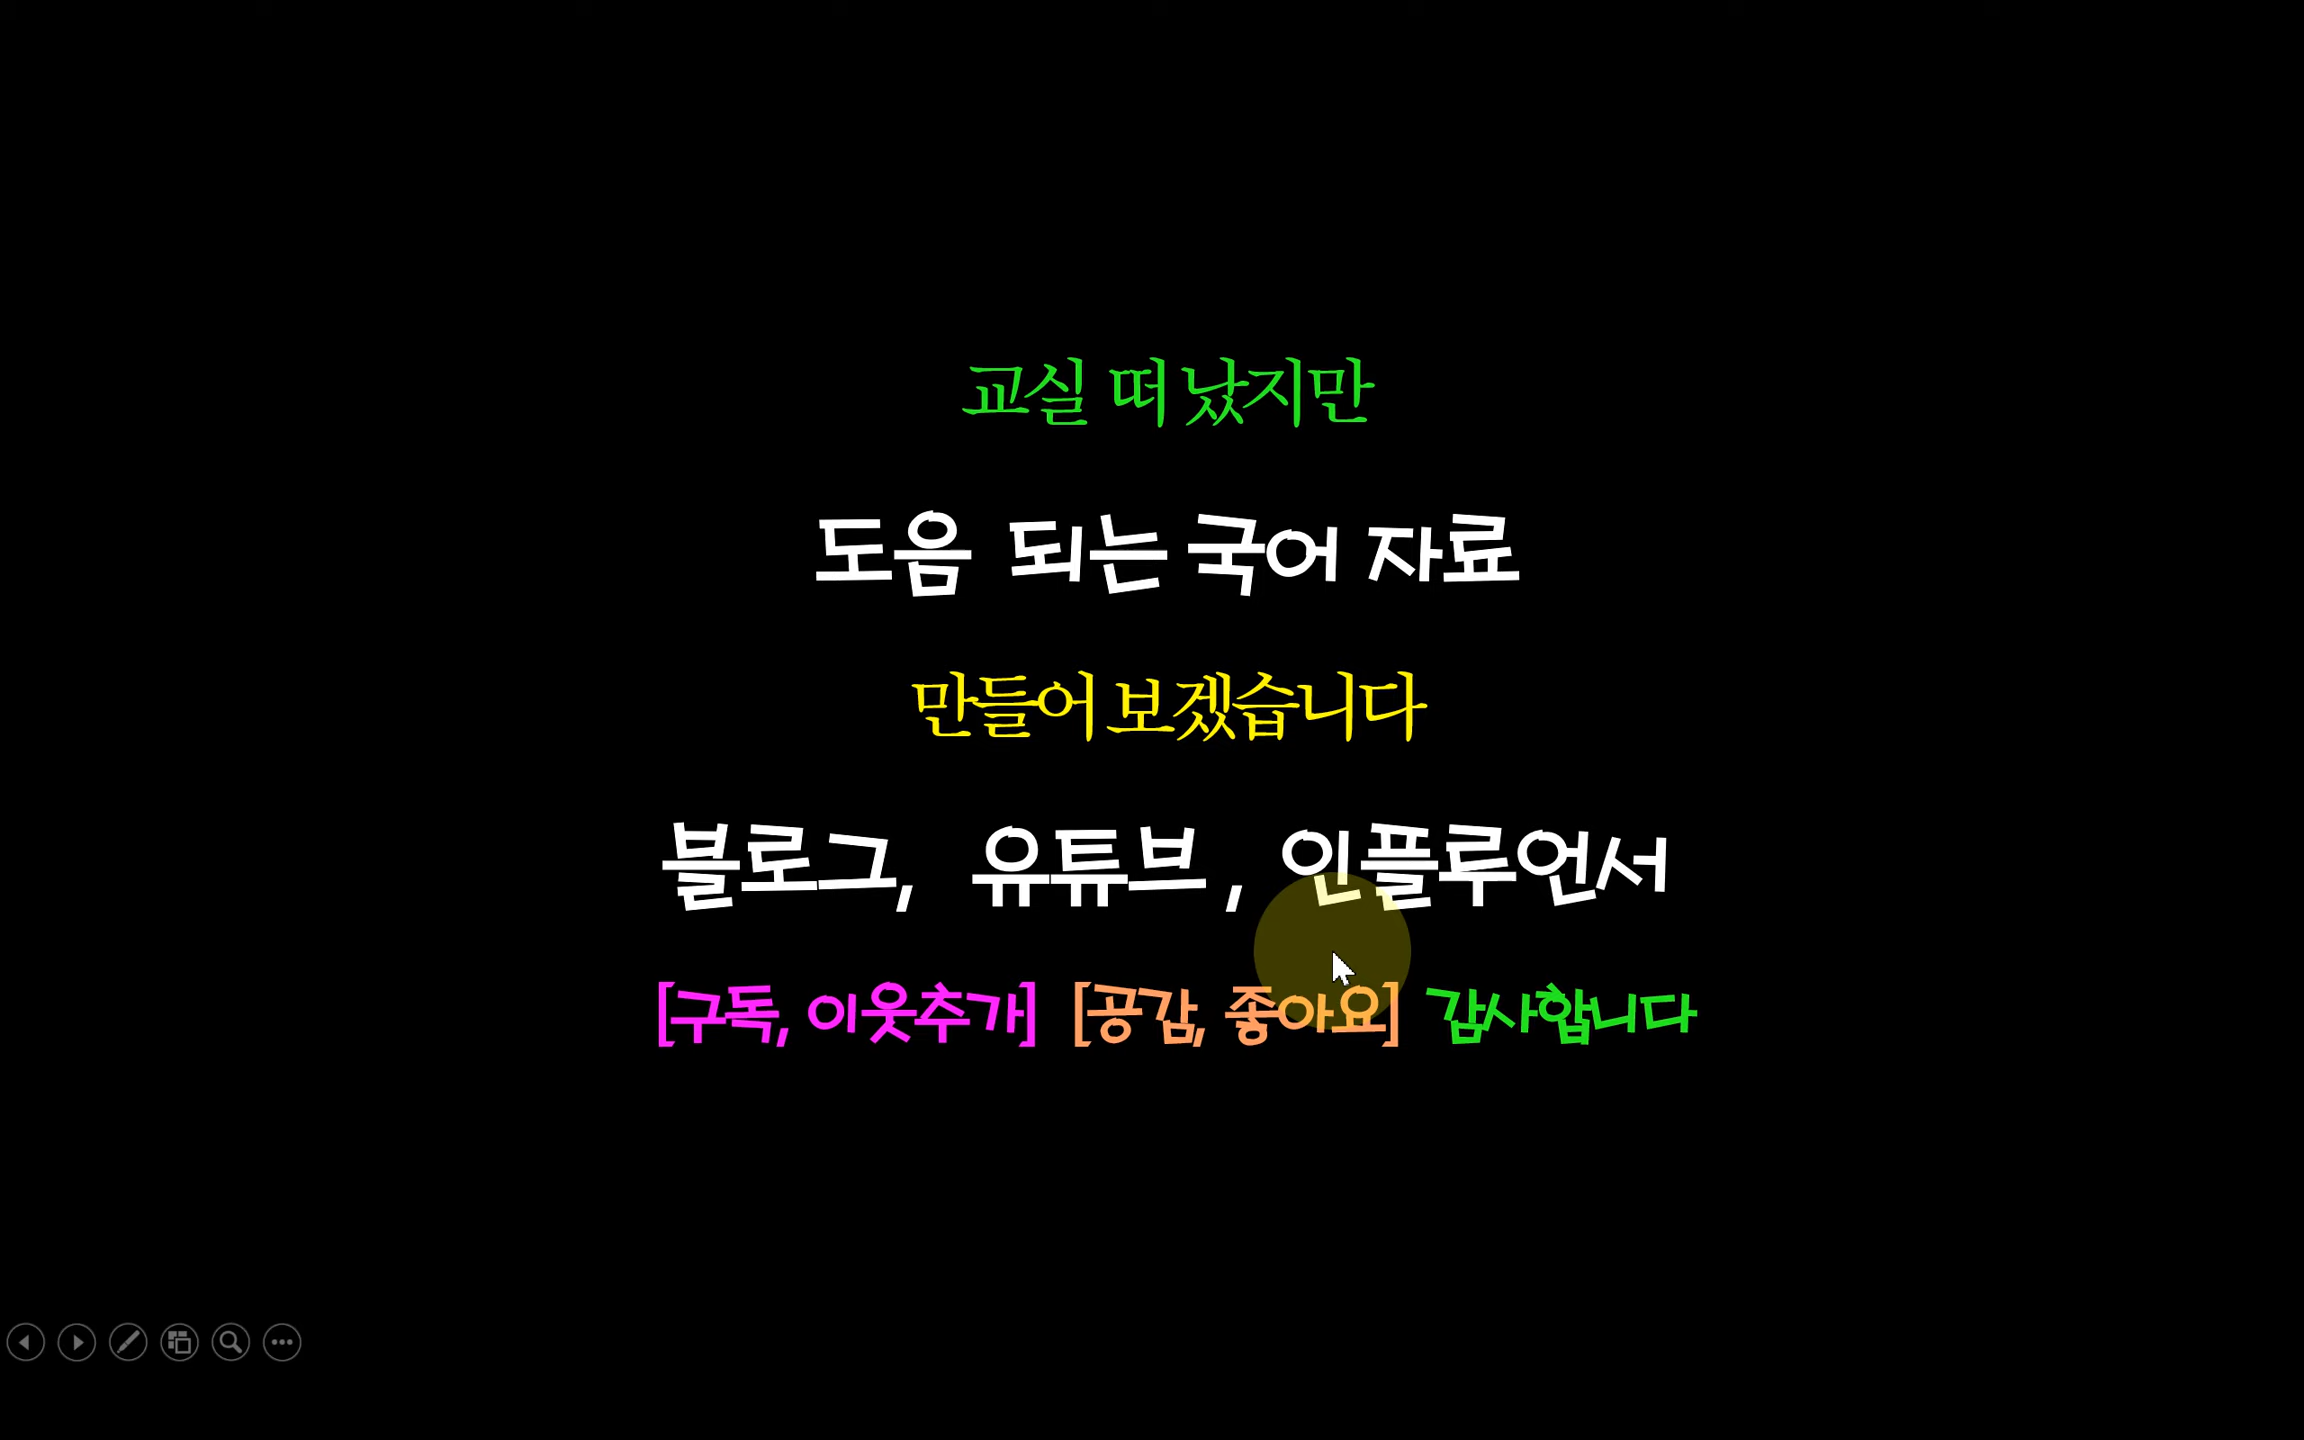 교실 떠났지만
도움 되는 국어 자료
만들어 보겠습니다
블로그, 유튜브, 인플루언서
[구독, 이웃추가] [공감, 좋아요] 감사합니다